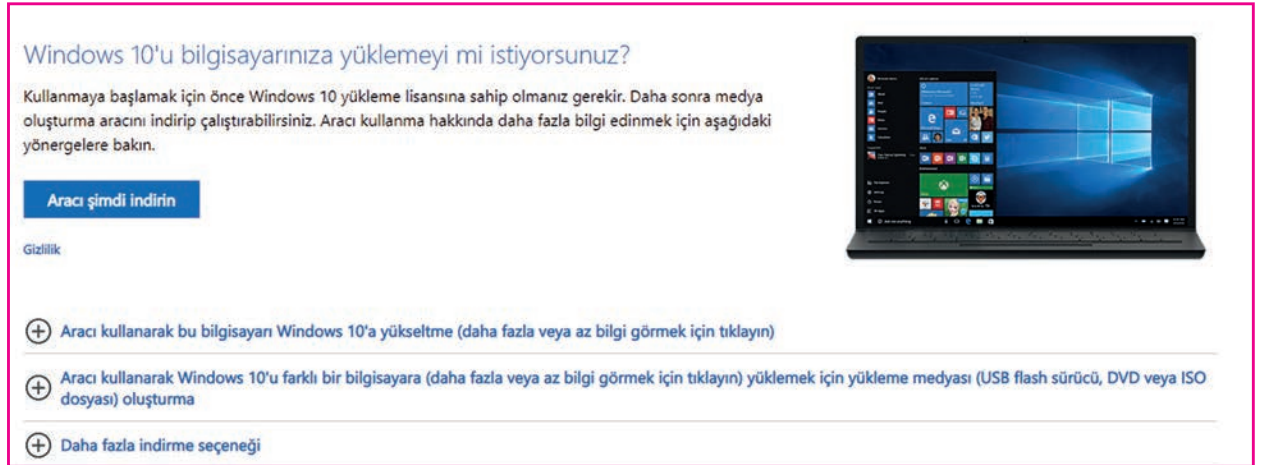 Windows 10'u bilgisayarınıza yüklemeyi mi istiyorsunuz?
Kullanmaya başlamak için önce Windows 10 yükleme lisansına sahip olmanız gerekir. Daha sonra medya
oluşturma aracını indirip çalıştırabilirsiniz. Aracı kullanma hakkında daha fazla bilgi edinmek için aşağıdaki
yönergelere bakın.
Aracı şimdi indirin
Gizlilik
Aracı kullanarak bu bilgisayarı Windows 10'a yükseltme (daha fazla veya az bilgi görmek için tıklayın)
Aracı kullanarak Windows 10'u farklı bir bilgisayara (daha fazla veya az bilgi görmek için tıklayın) yüklemek için yükleme medyası (USB flash sürücü, DVD veya ISO
dosyası) oluşturma
Daha fazla indirme seçeneği